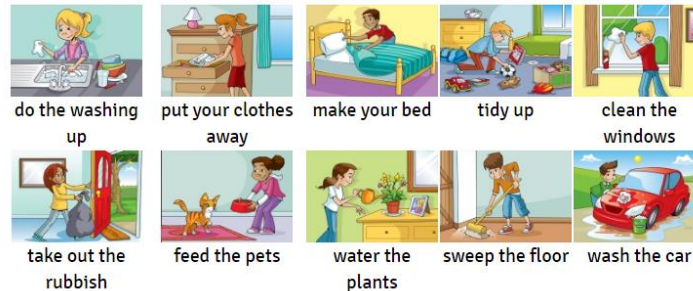 do the washing up
put your clothes away
make your bed
tidy up
clean the windows
take out the rubbish
feed the pets
water the plants
sweep the floor
wash the car